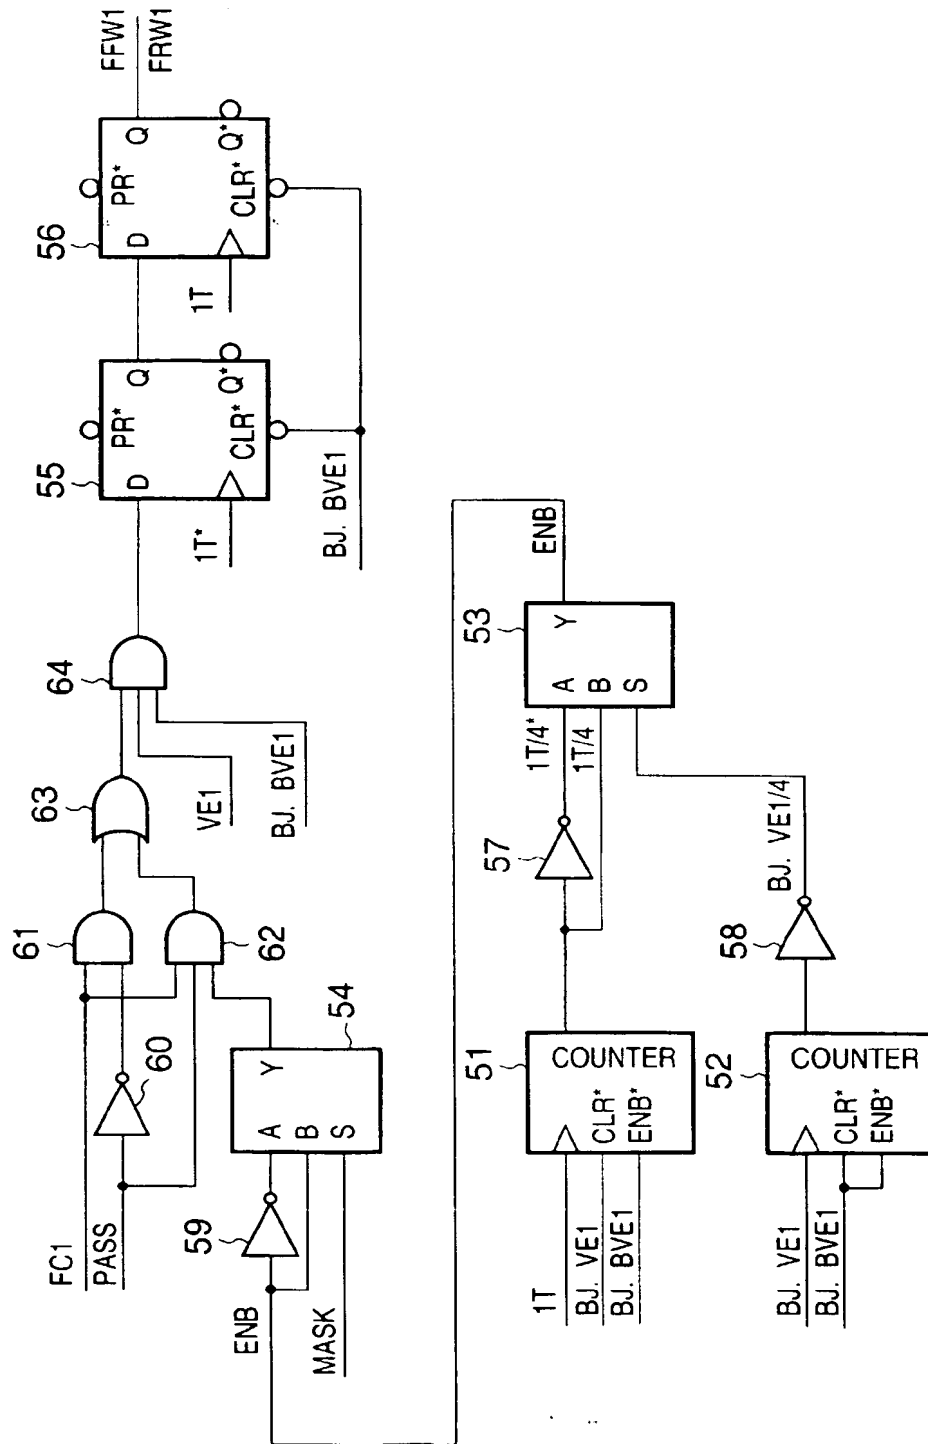 FFW1
FRW1
56
PR*
D
Q
Q*
CLR*
1T
55
PR*
D
Q
Q*
CLR*
1T*
BJ. BVE1
64
63
VE1
BJ. BVE1
61
62
60
FC1
PASS
54
Y
A
B
S
59
ENB
MASK
ENB
53
Y
A
B
S
1T/4*
1T/4
57
BJ. VE1/4
58
51
COUNTER
CLR*
ENB*
1T
BJ. VE1
BJ. BVE1
52
COUNTER
CLR*
ENB*
BJ. VE1
BJ. BVE1